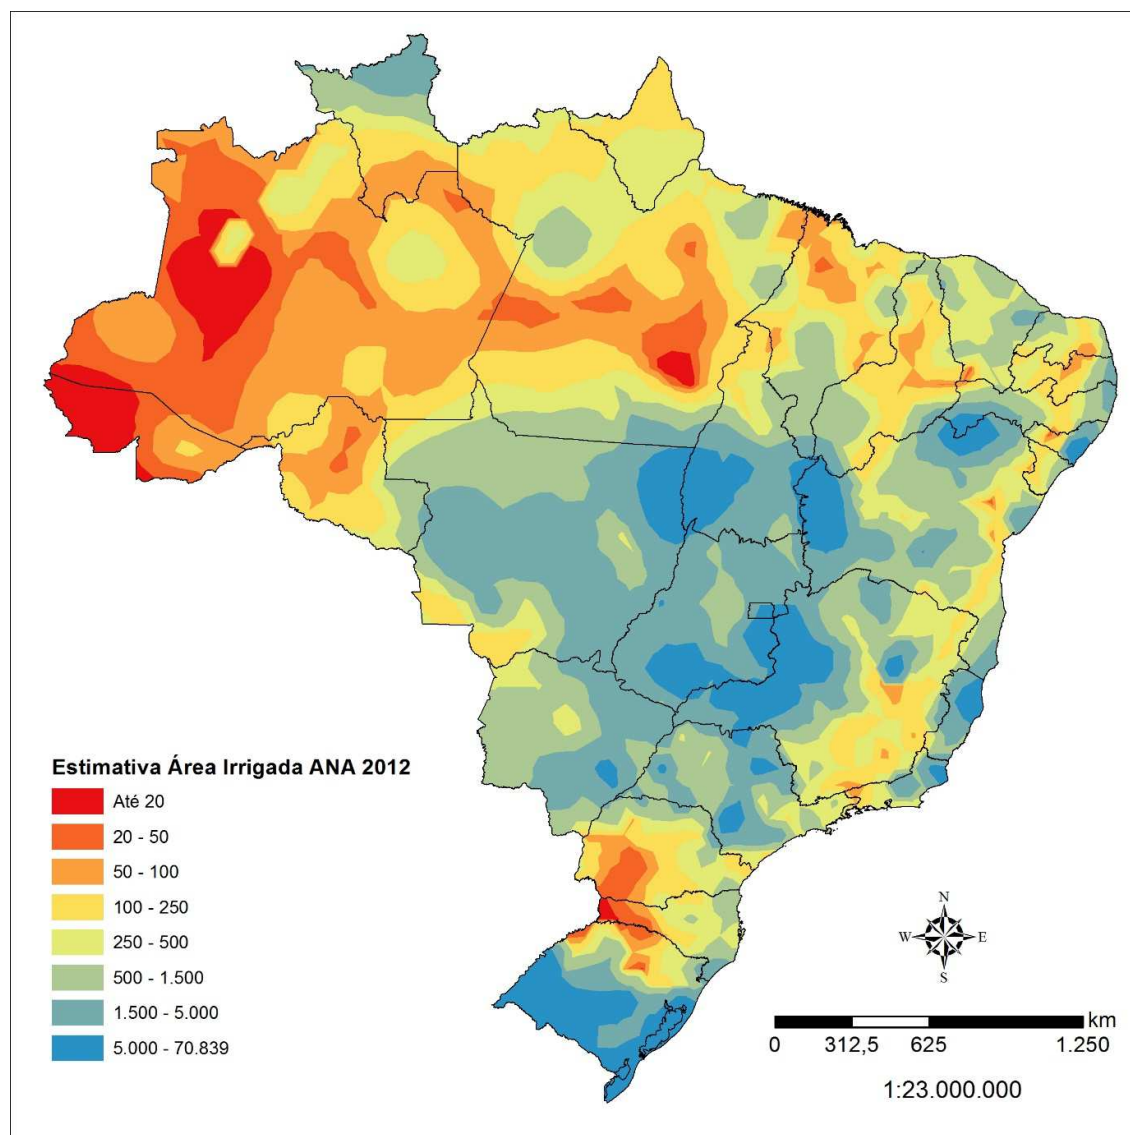 Estimativa Área Irrigada ANA 2012
Até 20
20 - 50
50 - 100
100 - 250
250 - 500
500 - 1.500
1.500 - 5.000
5.000 - 70.839
N
W E
S
km
0 312,5 625 1.250
1:23.000.000